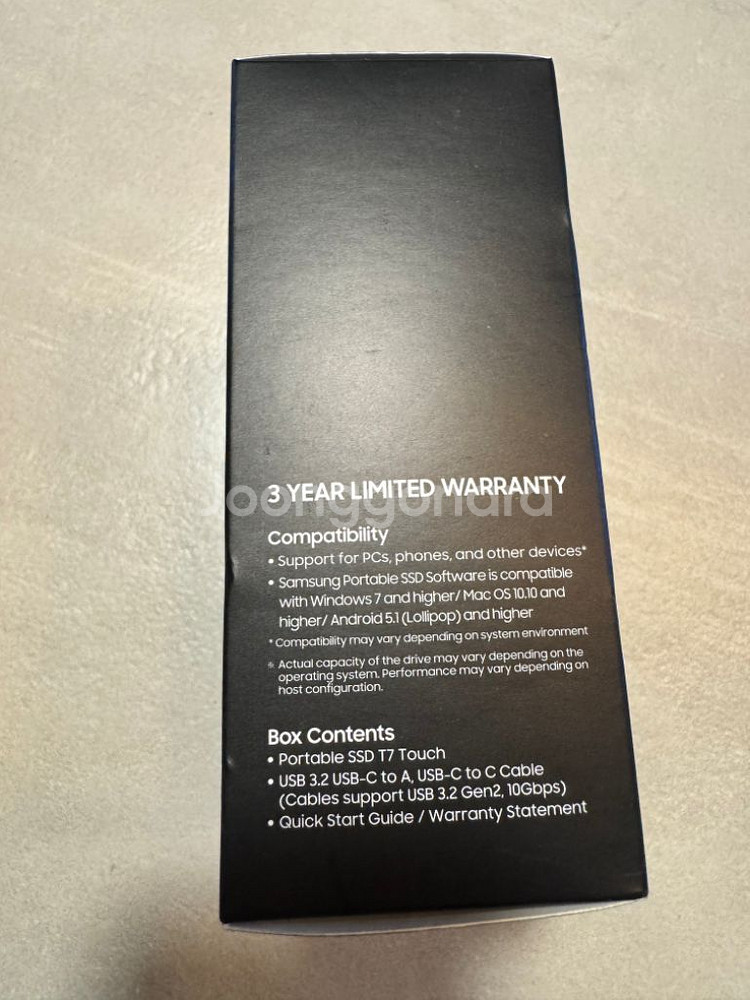 3 YEAR LIMITED WARRANTY
Joonggonara
Compatibility
• Support for PCs, phones, and other devices*
• Samsung Portable SSD Software is compatible
with Windows 7 and higher/ Mac OS 10.10 and
higher/ Android 5.1 (Lollipop) and higher
* Compatibility may vary depending on system environment
※ Actual capacity of the drive may vary depending on the
operating system. Performance may vary depending on
host configuration.
Box Contents
• Portable SSD T7 Touch
• USB 3.2 USB-C to A, USB-C to C Cable
(Cables support USB 3.2 Gen2, 10Gbps)
• Quick Start Guide / Warranty Statement